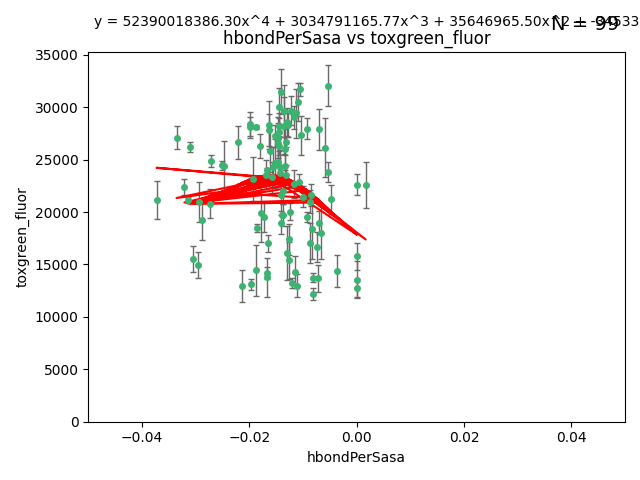 y = 52390018386.30x^4 + 3034791165.77x^3 + 35646965.50x^2 +
N = 99
hbondPerSasa vs toxgreen_fluor
35000
30000
25000
20000
15000
10000
5000
0
toxgreen_fluor
−0.04 −0.02 0.00 0.02 0.04
hbondPerSasa